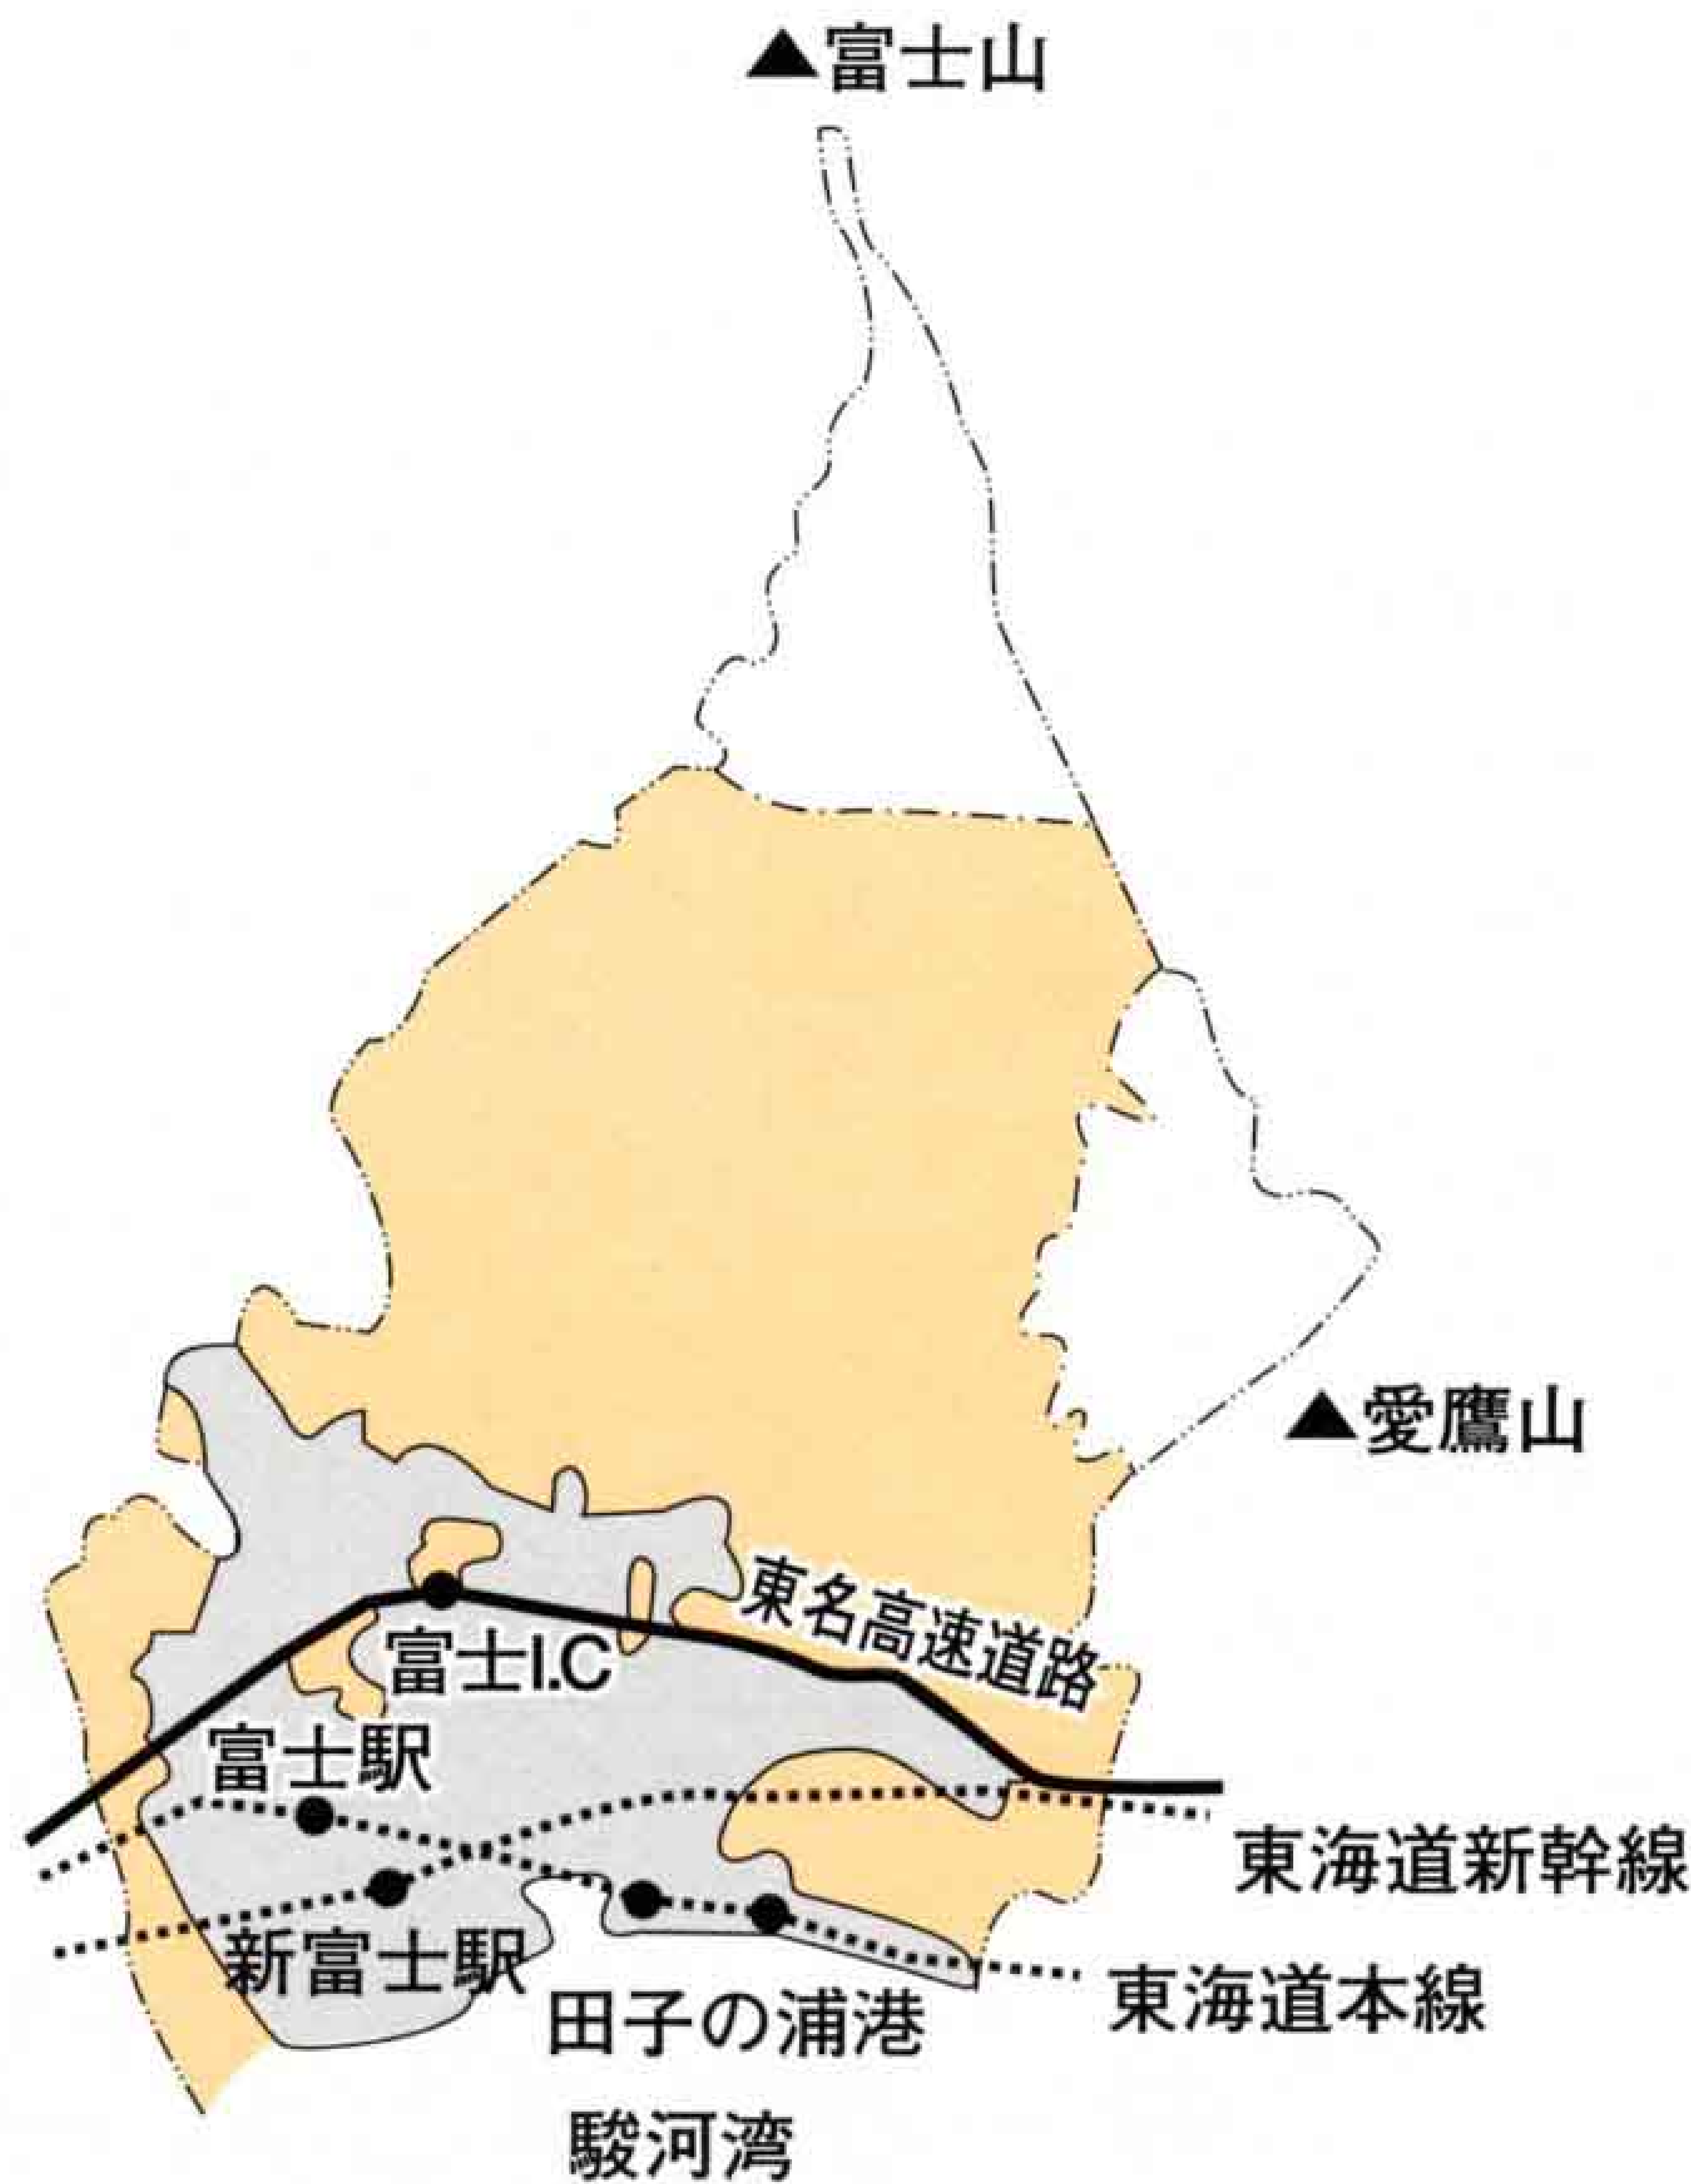 ▲富士山
▲愛鷹山
東名高速道路
富士I.C
富士駅
東海道新幹線
新富士駅
東海道本線
田子の浦港
駿河湾